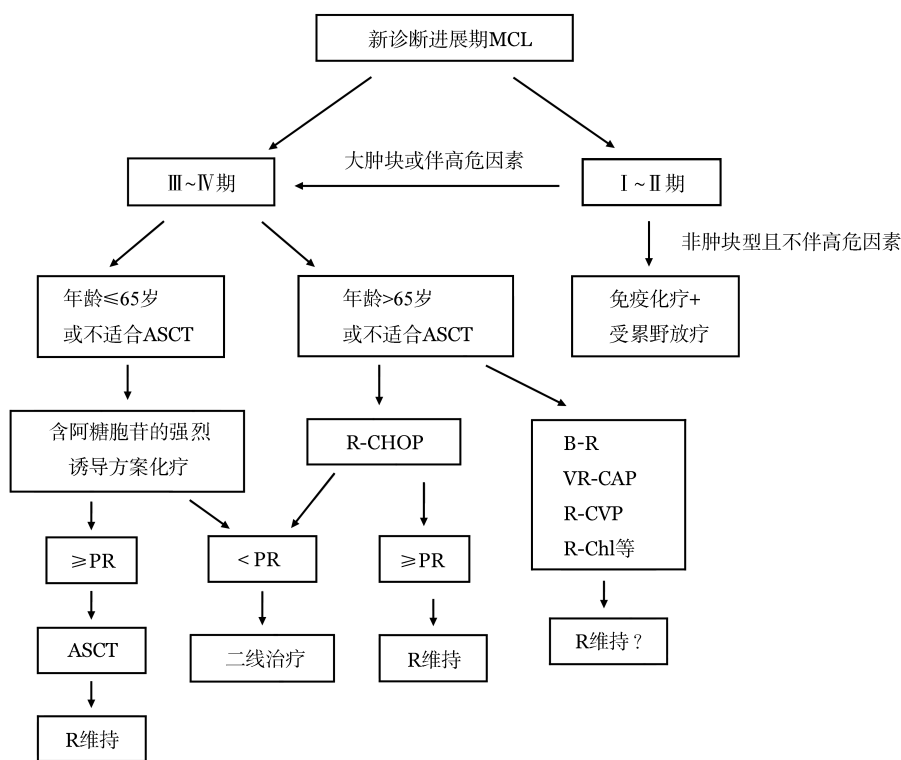 新诊断进展期MCL
大肿块或伴高危因素
Ⅲ~Ⅳ期
Ⅰ~Ⅱ期
非肿块型且不伴高危因素
年龄≤65岁
或不适合ASCT
年龄>65岁
或不适合ASCT
免疫化疗+
受累野放疗
含阿糖胞苷的强烈
诱导方案化疗
R-CHOP
B-R
VR-CAP
R-CVP
R-Chl等
≥PR
<PR
≥PR
ASCT
二线治疗
R维持
R维持？
R维持